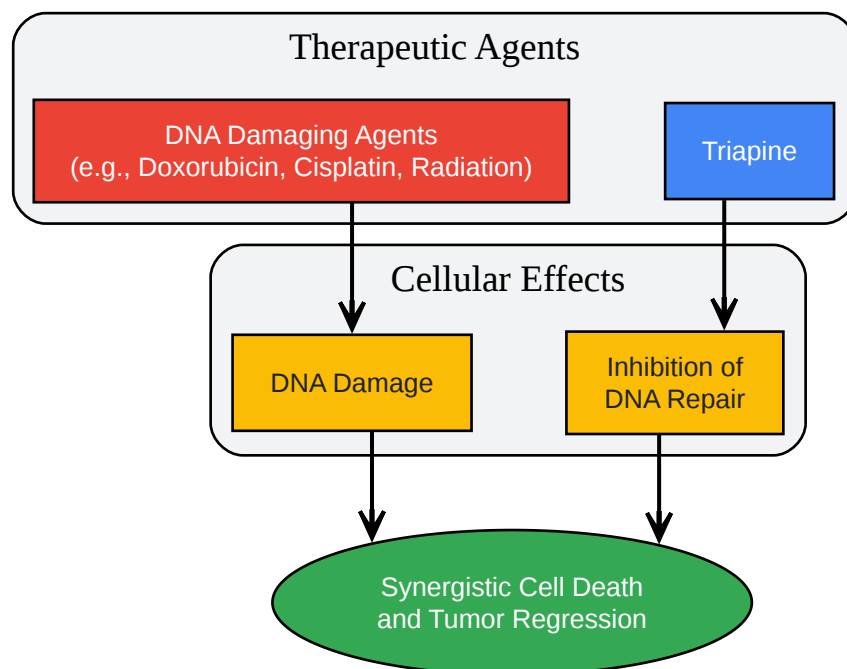 Therapeutic Agents
DNA Damaging Agents
(e.g., Doxorubicin, Cisplatin, Radiation)
Triapine
Cellular Effects
DNA Damage
Inhibition of
DNA Repair
Synergistic Cell Death
and Tumor Regression